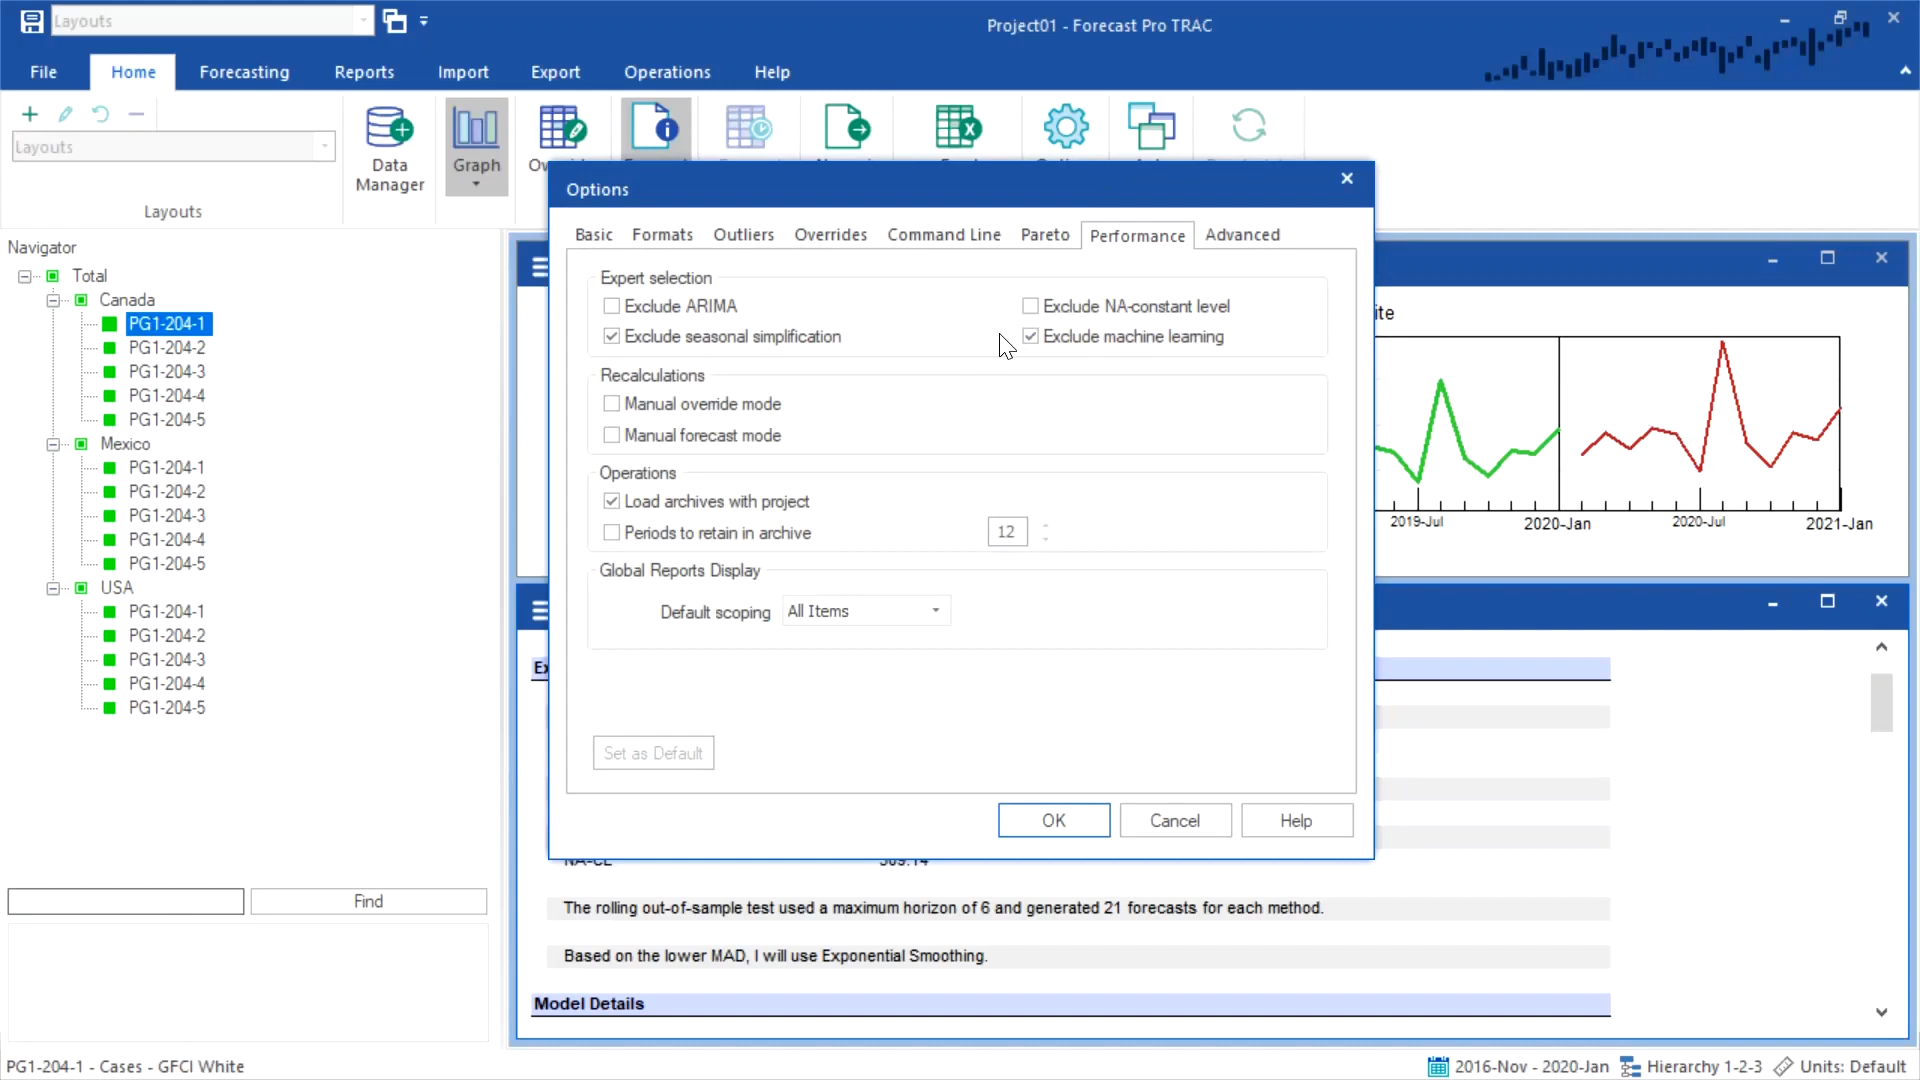 Layouts
Project01 - Forecast Pro TRAC
File Home Forecasting Reports Import Export Operations Help
Layouts
Data Manager
Graph
Layouts
Options
Basic Formats Outliers Overrides Command Line Pareto Performance Advanced
Expert selection
Exclude ARIMA Exclude NA-constant level
Exclude seasonal simplification Exclude machine learning
Recalculations
Manual override mode
Manual forecast mode
Operations
Load archives with project
Periods to retain in archive 12
Global Reports Display
Default scoping All Items
Set as Default
OK Cancel Help
Navigator
Total
Canada
PG1-204-1
PG1-204-2
PG1-204-3
PG1-204-4
PG1-204-5
Mexico
PG1-204-1
PG1-204-2
PG1-204-3
PG1-204-4
PG1-204-5
USA
PG1-204-1
PG1-204-2
PG1-204-3
PG1-204-4
PG1-204-5
Find
2019-Jul 2020-Jan 2020-Jul 2021-Jan
The rolling out-of-sample test used a maximum horizon of 6 and generated 21 forecasts for each method.
Based on the lower MAD, I will use Exponential Smoothing.
Model Details
PG1-204-1 - Cases - GFCI White
2016-Nov - 2020-Jan Hierarchy 1-2-3 Units: Default